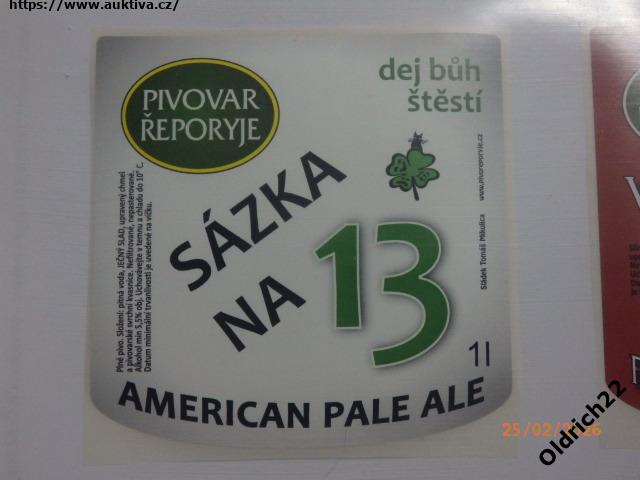 https://www.auktiva.cz/
PIVOVAR
ŘEPORYJE
dej bůh
štěstí
SÁZKA
NA 13
Plné pivo. Složení: pitná voda, JEČNÝ SLAD, upravený chmel
a pivovarské svrchní kvasnice. Nefiltrované, nepasterované.
Alkohol min 5,5% obj. Uchovávejte v temnu a chladu do 10° C.
Datum minimální trvanlivosti je uvedené na víčku.
www.pivoreporyje.cz
Sládek Tomáš Mikulica
1l
AMERICAN PALE ALE
25/02/2026
Oldrich22